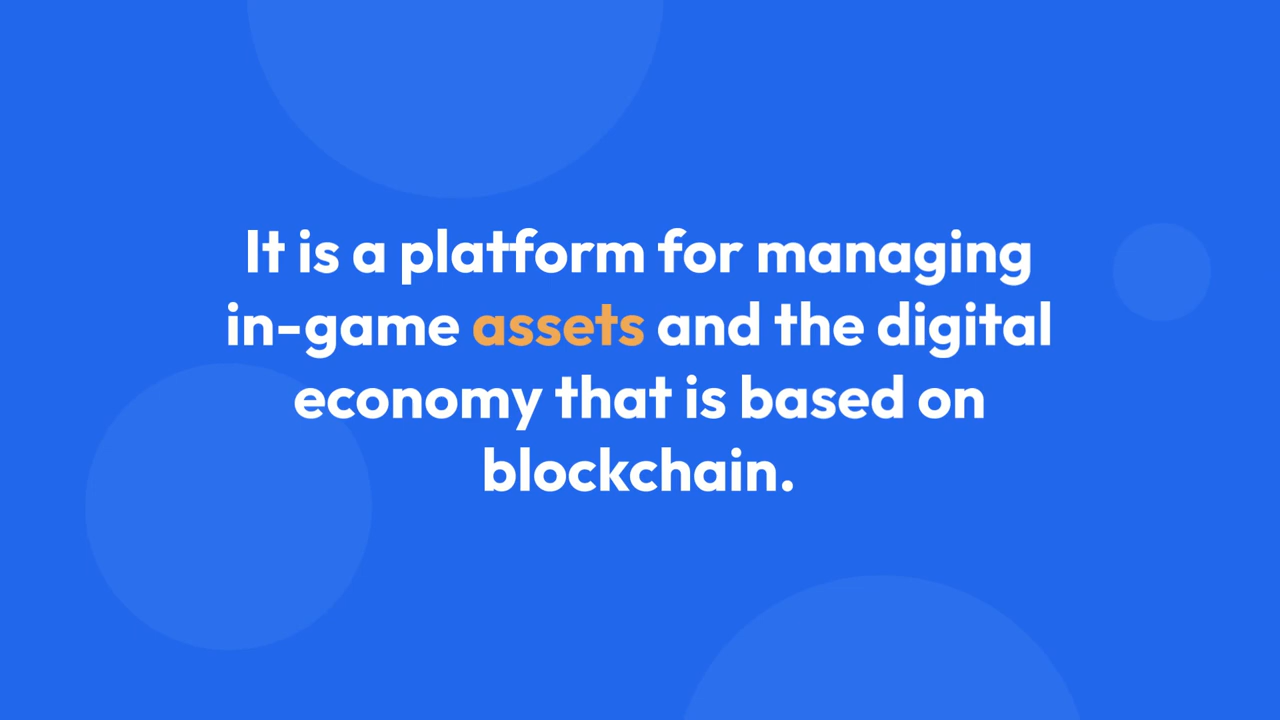 It is a platform for managing
in-game assets and the digital
economy that is based on
blockchain.